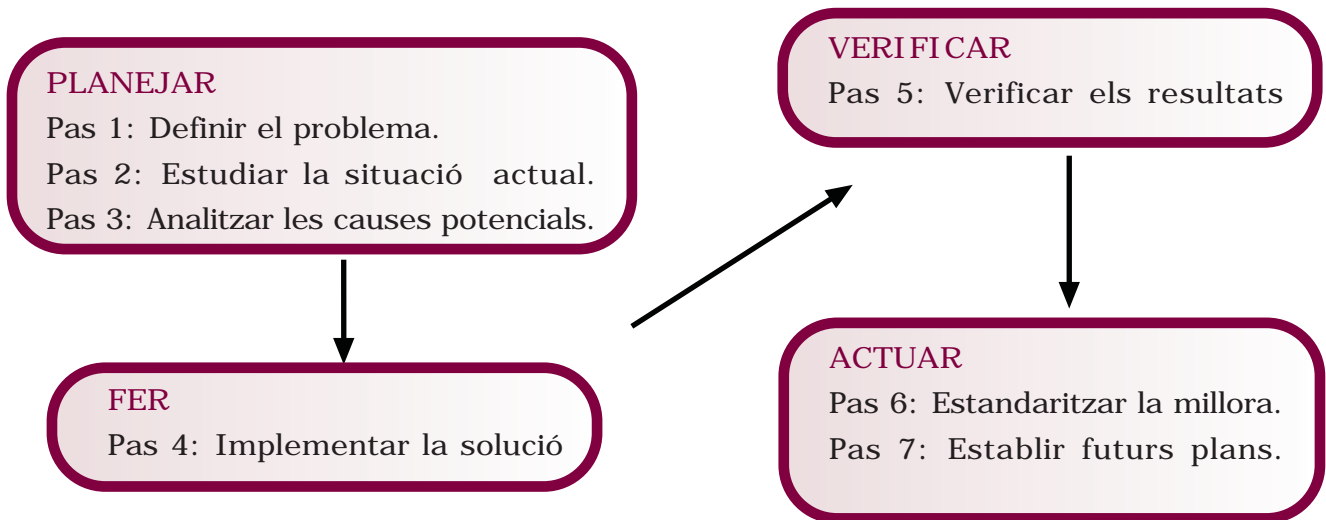 PLANEJAR
Pas 1: Definir el problema.
Pas 2: Estudiar la situació actual.
Pas 3: Analitzar les causes potencials.
FER
Pas 4: Implementar la solució
VERIFICAR
Pas 5: Verificar els resultats
ACTUAR
Pas 6: Estandaritzar la millora.
Pas 7: Establir futurs plans.